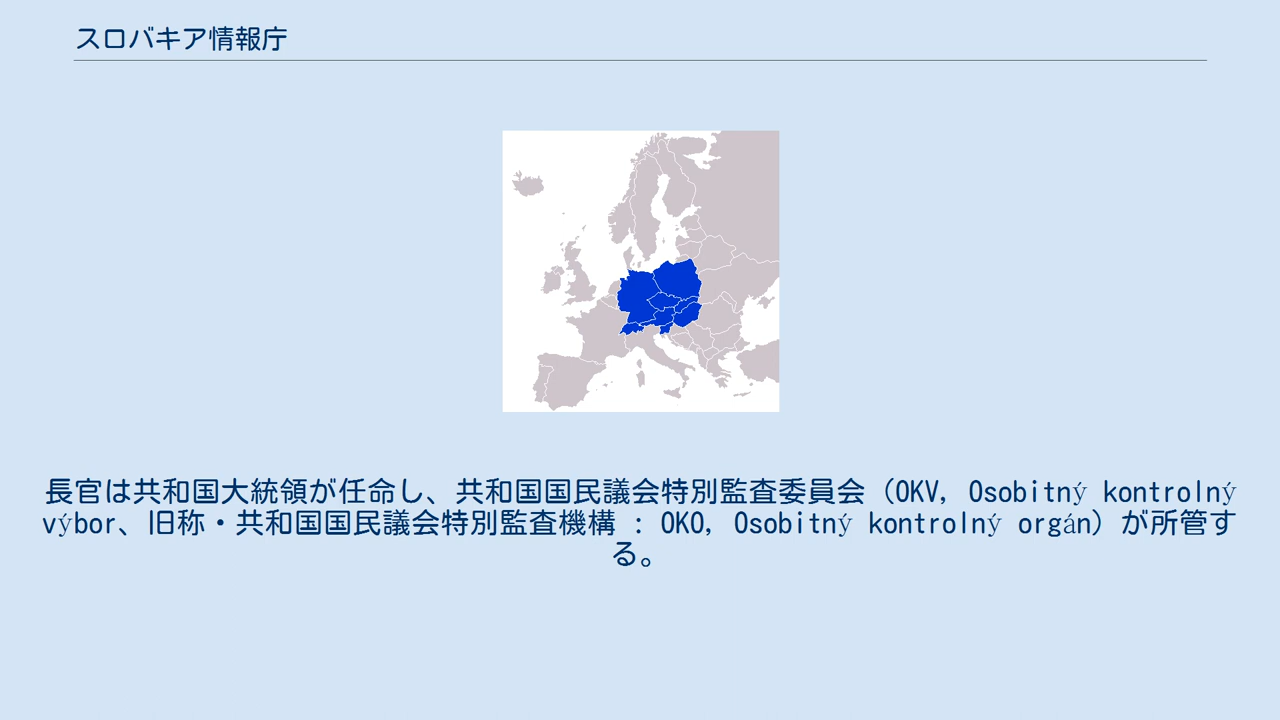 スロバキア情報庁
長官は共和国大統領が任命し、共和国国民議会特別監査委員会（OKV, Osobitný kontrolný
výbor、旧称・共和国国民議会特別監査機構 : OKO, Osobitný kontrolný orgán）が所管す
る。